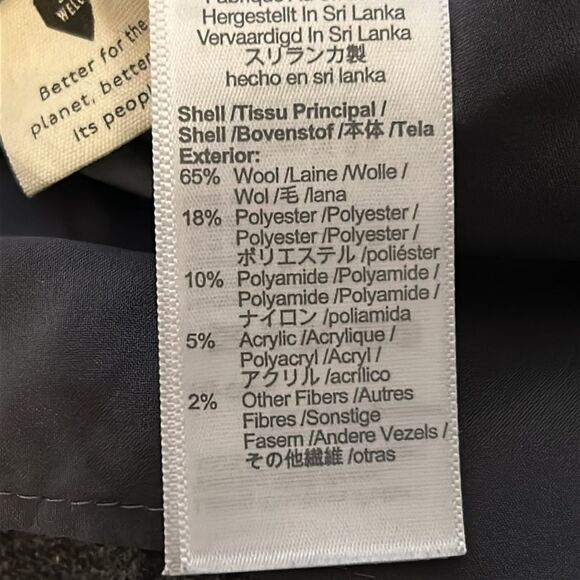 WELL
Better for the
planet, better
its peopl
Hergestellt In Sri Lanka
Vervaardigd In Sri Lanka
スリランカ製
hecho en sri lanka
Shell /Tissu Principal /
Shell /Bovenstof /本体 /Tela
Exterior:
65% Wool /Laine /Wolle /
Wol /毛 /lana
18% Polyester /Polyester /
Polyester /Polyester /
ポリエステル /poliéster
10% Polyamide /Polyamide /
Polyamide /Polyamide /
ナイロン /poliamida
5% Acrylic /Acrylique /
Polyacryl /Acryl /
アクリル /acrílico
2% Other Fibers /Autres
Fibres /Sonstige
Fasern /Andere Vezels /
その他繊維 /otras